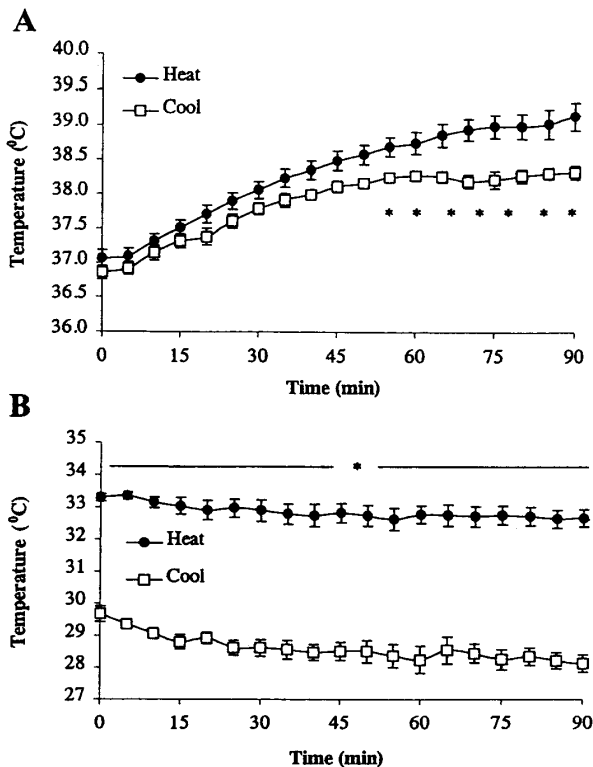 A
Temperature (⁰C)
40.0
39.0
38.5
38.0
37.5
37.0
36.5
36.0
Heat
Cool
* * * * * * *
0 15 30 45 60 75 90
Time (min)
B
Temperature (⁰C)
35
34
33
32
31
30
29
28
27
*
Heat
Cool
0 15 30 45 60 75 90
Time (min)